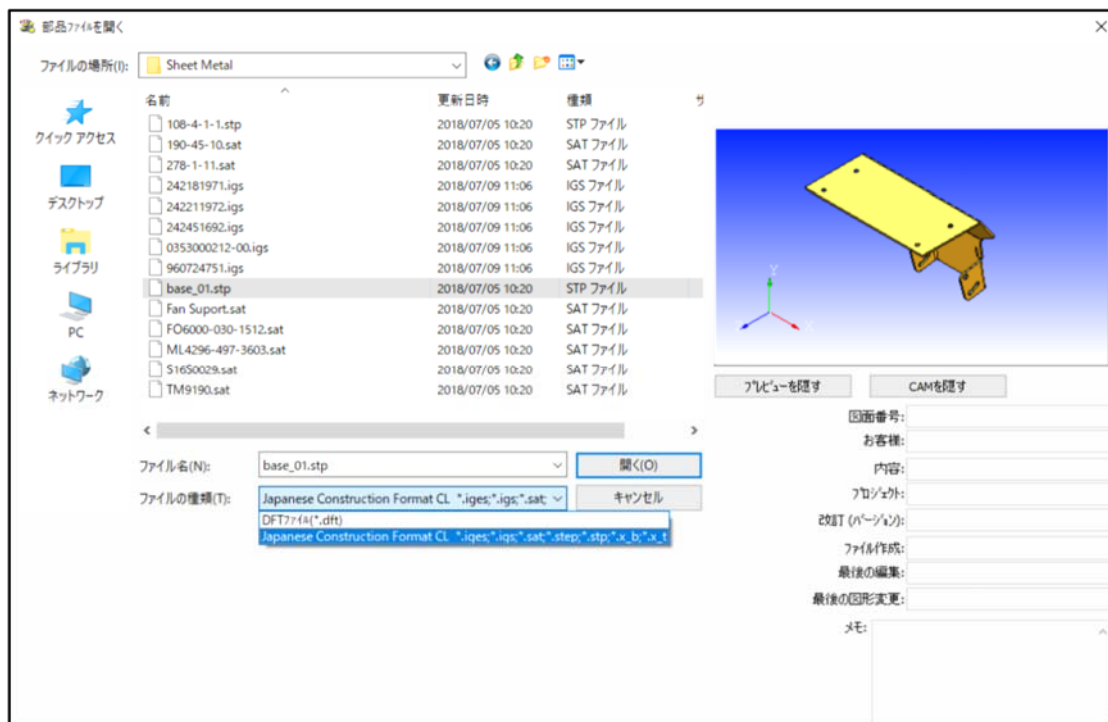 部品ファイルを開く
ファイルの場所(I): Sheet Metal
名前 更新日時 種類 サ
108-4-1-1.stp 2018/07/05 10:20 STP ファイル
190-45-10.sat 2018/07/05 10:20 SAT ファイル
278-1-11.sat 2018/07/05 10:20 SAT ファイル
242181971.igs 2018/07/09 11:06 IGS ファイル
242211972.igs 2018/07/09 11:06 IGS ファイル
242451692.igs 2018/07/09 11:06 IGS ファイル
0353000212-00.igs 2018/07/09 11:06 IGS ファイル
960724751.igs 2018/07/09 11:06 IGS ファイル
base_01.stp 2018/07/05 10:20 STP ファイル
Fan Suport.sat 2018/07/05 10:20 SAT ファイル
FO6000-030-1512.sat 2018/07/05 10:20 SAT ファイル
ML4296-497-3603.sat 2018/07/05 10:20 SAT ファイル
S16S0029.sat 2018/07/05 10:20 SAT ファイル
TM9190.sat 2018/07/05 10:20 SAT ファイル
クイック アクセス
デスクトップ
ライブラリ
PC
ネットワーク
ファイル名(N): base_01.stp 開く(O)
ファイルの種類(T): Japanese Construction Format CL *.iges;*.igs;*.sat; キャンセル
DFTファイル(*.dft)
Japanese Construction Format CL *.iges;*.igs;*.sat;*.step;*.stp;*.x_b;*.x_t
Y
プレビューを隠す CAMを隠す
図面番号:
お客様:
内容:
プロジェクト:
改訂 (バージョン):
ファイル作成:
最後の編集:
最後の図形変更:
メモ: